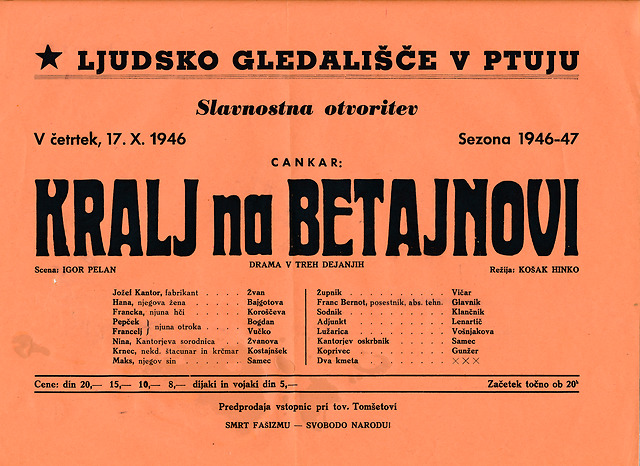 ★ LJUDSKO GLEDALIŠČE V PTUJU
Slavnostna otvoritev
V četrtek, 17. X. 1946 Sezona 1946-47
CANKAR:
KRALJ na BETAJNOVI
Scena: IGOR PELAN DRAMA V TREH DEJANJIH Režija: KOŠAK HINKO
Jožef Kantor, fabrikant . . . . Žvan
Hana, njegova žena . . . . . Bajgotova
Francka, njuna hči . . . . . Koroščeva
Pepček } njuna otroka . . . . Bogdan
Francelj } njuna otroka . . . . Vučko
Nina, Kantorjeva sorodnica . . Žvanova
Krnec, nekd. štacunar in krčmar Kostajnšek
Maks, njegov sin . . . . . . Samec
Župnik . . . . . . . . . . Vičar
Franc Bernot, posestnik, abs. tehn. Glavnik
Sodnik . . . . . . . . . . Klančnik
Adjunkt . . . . . . . . . Lenartič
Lužarica . . . . . . . . . Vošnjakova
Kantorjev oskrbnik . . . . . Samec
Koprivec . . . . . . . . . Gunžer
Dva kmeta . . . . . . . . ×××
Cene: din 20,— 15,— 10,— 8,— dijaki in vojaki din 5,— Začetek točno ob 20ʰ
Predprodaja vstopnic pri tov. Tomšetovi
SMRT FAŠIZMU — SVOBODO NARODU!